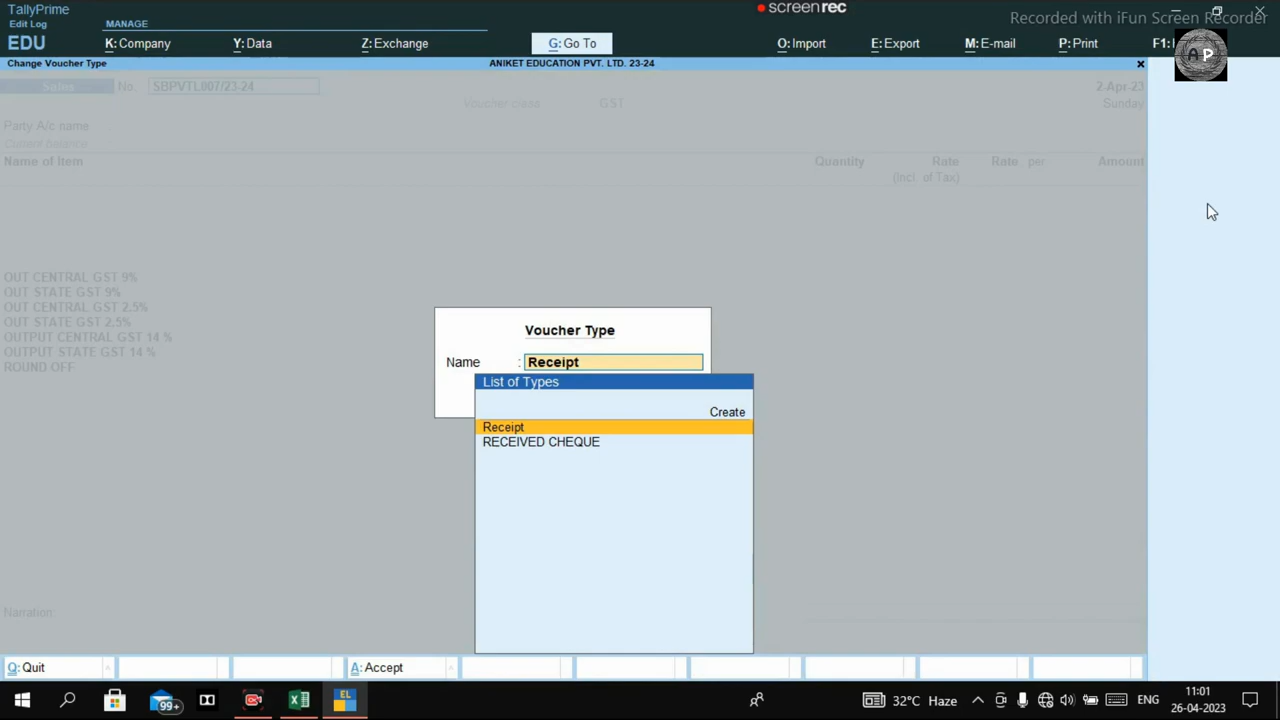 TallyPrime
Edit Log
EDU
MANAGE
K: Company
Y: Data
Z: Exchange
G: Go To
O: Import
E: Export
M: E-mail
P: Print
F1:
screenrec
Recorded with iFun Screen Recorder
AP
Change Voucher Type
ANIKET EDUCATION PVT. LTD. 23-24
×
Sales No. SBPVTL007/23-24
2-Apr-23
Voucher class GST
Sunday
Party A/c name
Current balance
Name of Item Quantity Rate Rate per Amount
(Incl. of Tax)
OUT CENTRAL GST 9%
OUT STATE GST 9%
OUT CENTRAL GST 2.5%
OUT STATE GST 2.5%
OUTPUT CENTRAL GST 14 %
OUTPUT STATE GST 14 %
ROUND OFF
Voucher Type
Name : Receipt
List of Types
Create
Receipt
RECEIVED CHEQUE
Narration:
Q: Quit
A: Accept
99+
EL
32°C Haze
ENG
11:01
26-04-2023